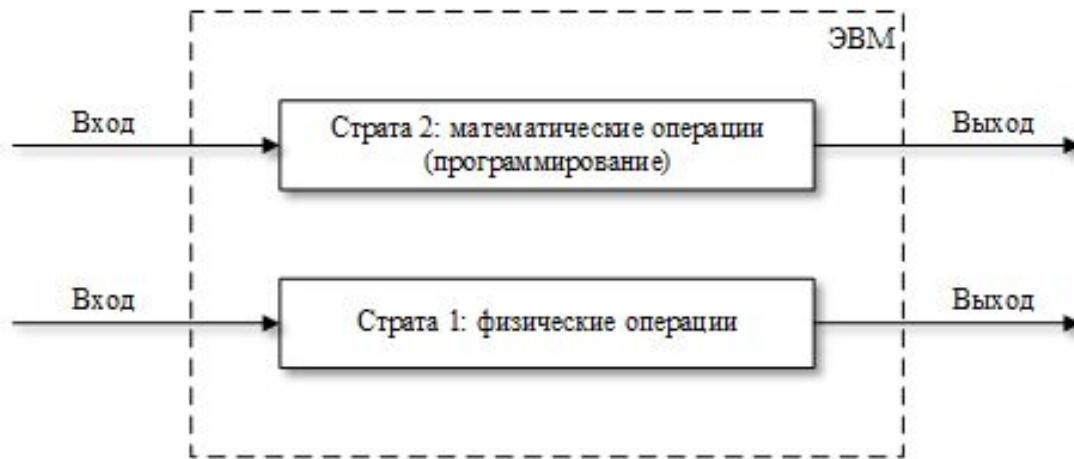 ЭВМ
Вход
Страта 2: математические операции
(программирование)
Выход
Вход
Страта 1: физические операции
Выход